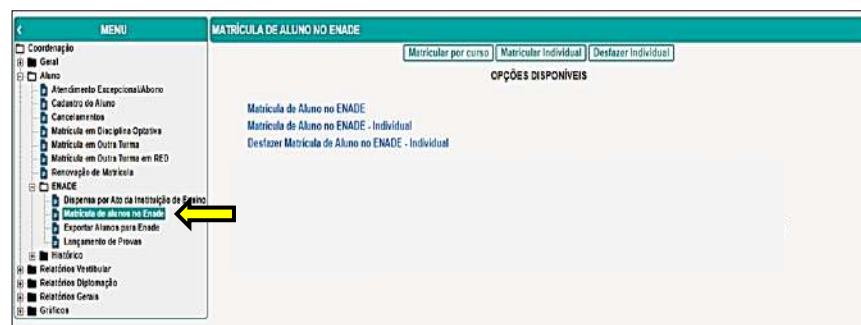 MENU
Coordenação
Geral
Aluno
Atendimento Excepcional/Abono
Cadastro do Aluno
Cancelamentos
Matrícula em Disciplina Optativa
Matrícula em Outra Turma
Matrícula em Outra Turma em RED
Renovação de Matrícula
ENADE
Dispensa por Ato da Instituição de Ensino
Matrícula de alunos no Enade
Exportar Alunos para Enade
Lançamento de Provas
Histórico
Relatórios Vestibular
Relatórios Diplomação
Relatórios Gerais
Gráficos
MATRÍCULA DE ALUNO NO ENADE
Matricular por curso Matricular Individual Desfazer Individual
OPÇÕES DISPONÍVEIS
Matrícula de Aluno no ENADE
Matrícula de Aluno no ENADE - Individual
Desfazer Matrícula de Aluno no ENADE - Individual